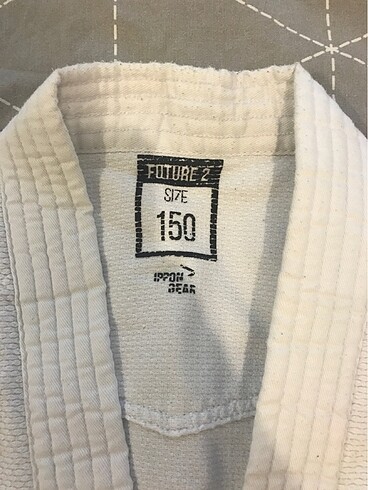 FUTURE 2
SIZE
150
IPPON
GEAR